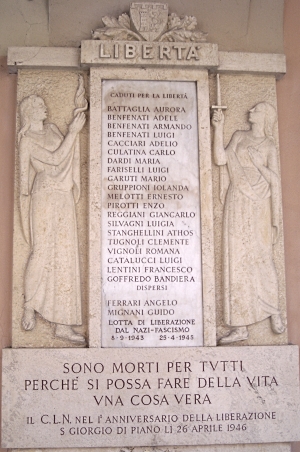 LIBERTÀ
CADUTI PER LA LIBERTÀ
BATTAGLIA AURORA
BENFENATI ADELE
BENFENATI ARMANDO
BENFENATI LUIGI
CACCIARI ADELIO
CULATINA CARLO
DARDI MARIA
FARISELLI LUIGI
GARUTI MARIO
GRUPPIONI IOLANDA
MELOTTI ERNESTO
PIROTTI ENZO
REGGIANI GIANCARLO
SILVAGNI LUIGIA
STANGHELLINI ATHOS
TUGNOLI CLEMENTE
VIGNOLI ROMANA
CATALUCCI LUIGI
LENTINI FRANCESCO
GOFFREDO BANDIERA
DISPERSI
FERRARI ANGELO
MIGNANI GUIDO
LOTTA DI LIBERAZIONE
DAL NAZI-FASCISMO
8-9-1943 25-4-1945
SONO MORTI PER TVTTI
PERCHÈ SI POSSA FARE DELLA VITA
VNA COSA VERA
IL C.L.N. NEL I° ANNIVERSARIO DELLA LIBERAZIONE
S GIORGIO DI PIANO LI 26 APRILE 1946